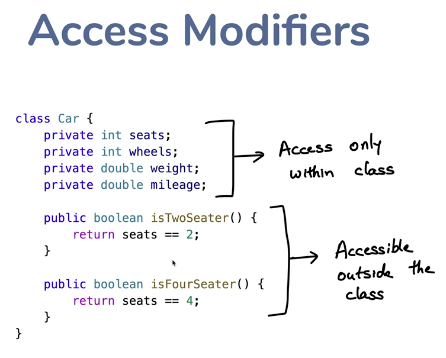 Access Modifiers
class Car {
    private int seats;
    private int wheels;
    private double weight;
    private double mileage;
Access only
within class
    public boolean isTwoSeater() {
        return seats == 2;
    }
    public boolean isFourSeater() {
        return seats == 4;
    }
}
Accessible
outside the
class